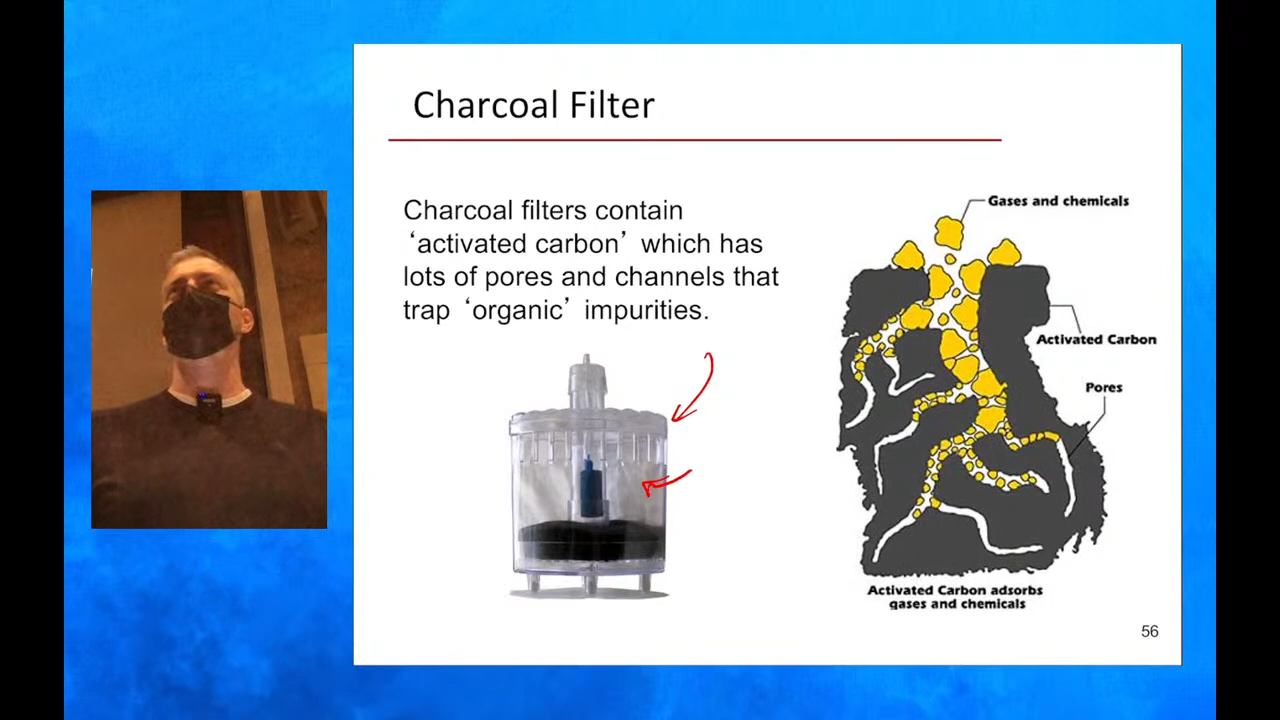 Charcoal Filter
Charcoal filters contain
‘activated carbon’ which has
lots of pores and channels that
trap ‘organic’ impurities.
Gases and chemicals
Activated Carbon
Pores
Activated Carbon adsorbs
gases and chemicals
56